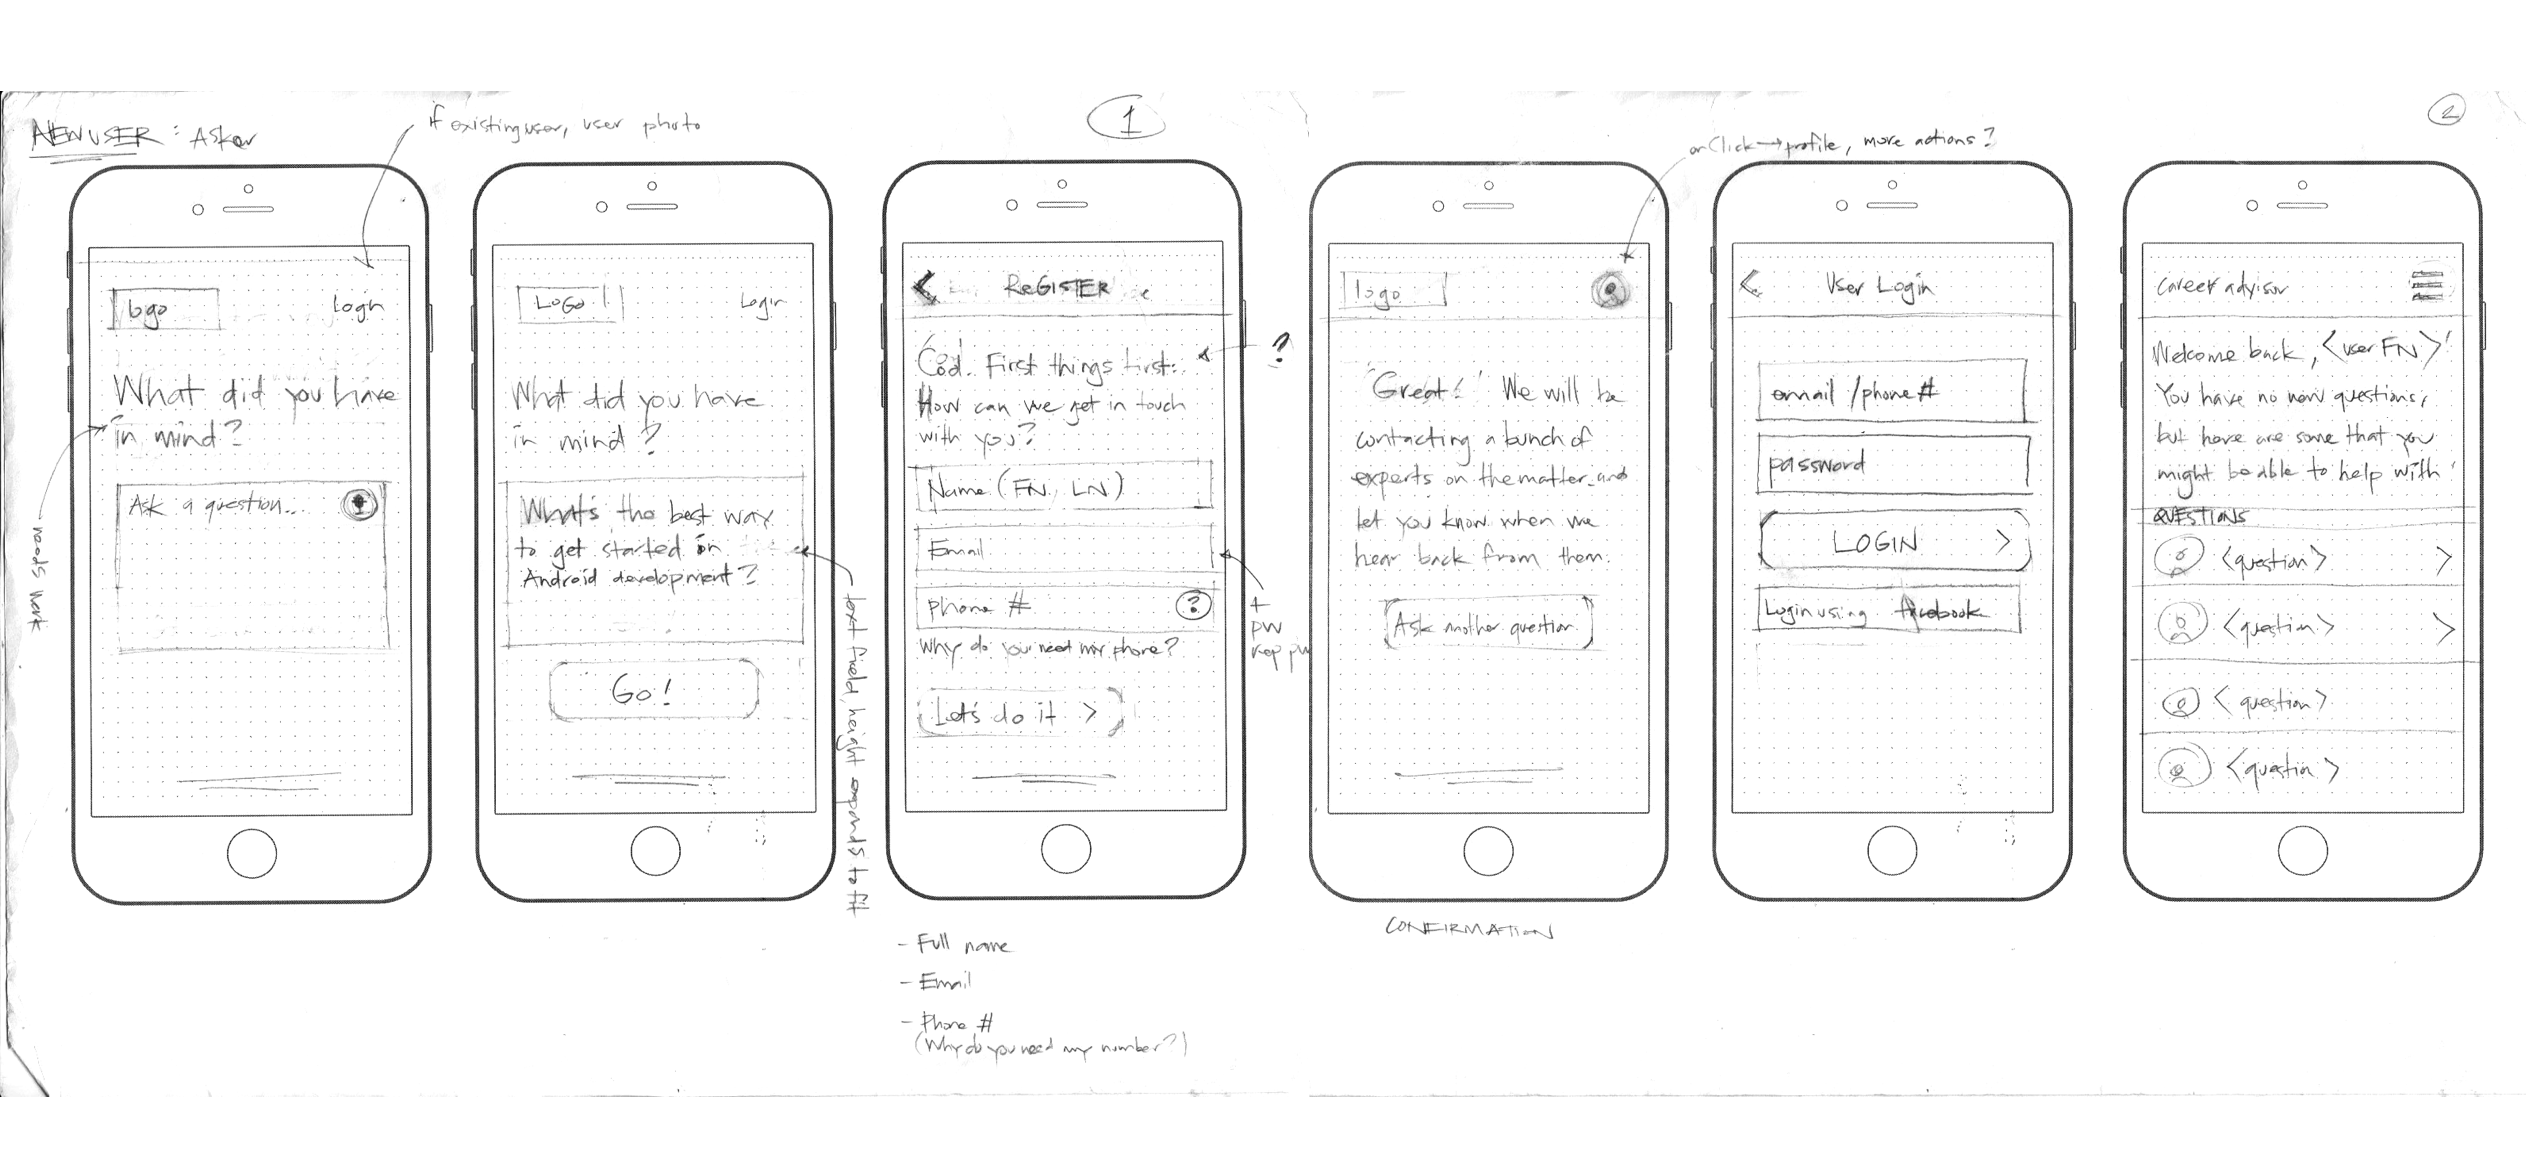 NEW USER: Asker
if existing user, user photo
1
2
logo
Login
What did you have
in mind?
Ask a question...
needs work
LOGO
Login
What did you have
in mind?
What's the best way
to get started in
Android development?
Go!
text field, height expands to fit
REGISTER
Cool. First things first:
How can we get in touch
with you?
?
Name (FN, LN)
Email
phone #
?
Why do you need my phone?
Let's do it >
+
pw
rep pw
- Full name
- Email
- Phone #
(Why do you need my number?)
onClick → profile, more actions?
logo
"Great!" We will be
contacting a bunch of
experts on the matter and
let you know when we
hear back from them.
Ask another question
CONFIRMATION
User Login
email / phone #
password
LOGIN >
Login using facebook
career advisor
Welcome back, <user FN>!
You have no new questions,
but here are some that you
might be able to help with
QUESTIONS
<question> >
<question> >
<question>
<question>